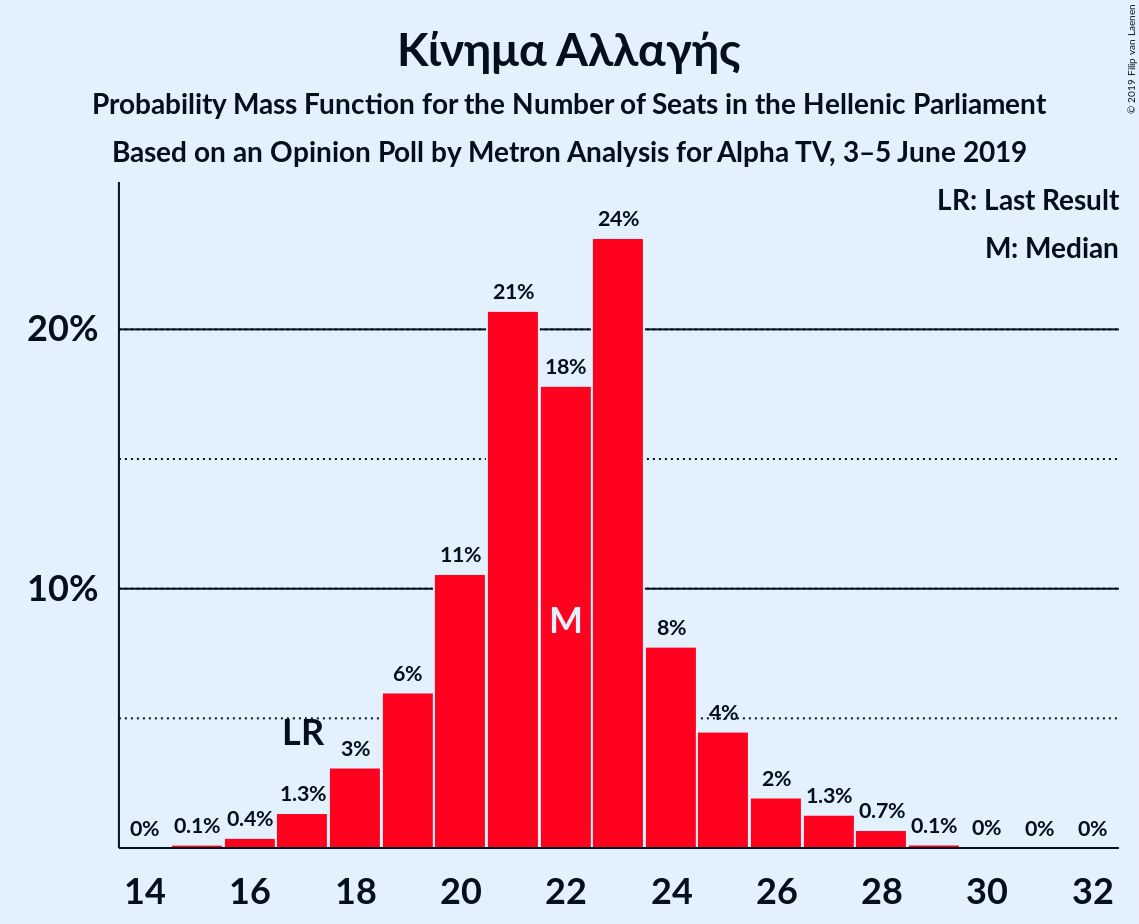 Κίνημα Αλλαγής
Probability Mass Function for the Number of Seats in the Hellenic Parliament
Based on an Opinion Poll by Metron Analysis for Alpha TV, 3–5 June 2019
© 2019 Filip van Laenen
LR: Last Result
M: Median
24%
21%
20%
18%
11%
10%
M
8%
6%
4%
LR
3%
2%
1.3%
1.3%
0.7%
0.4%
0% 0.1% 0.1% 0% 0% 0%
14 16 18 20 22 24 26 28 30 32